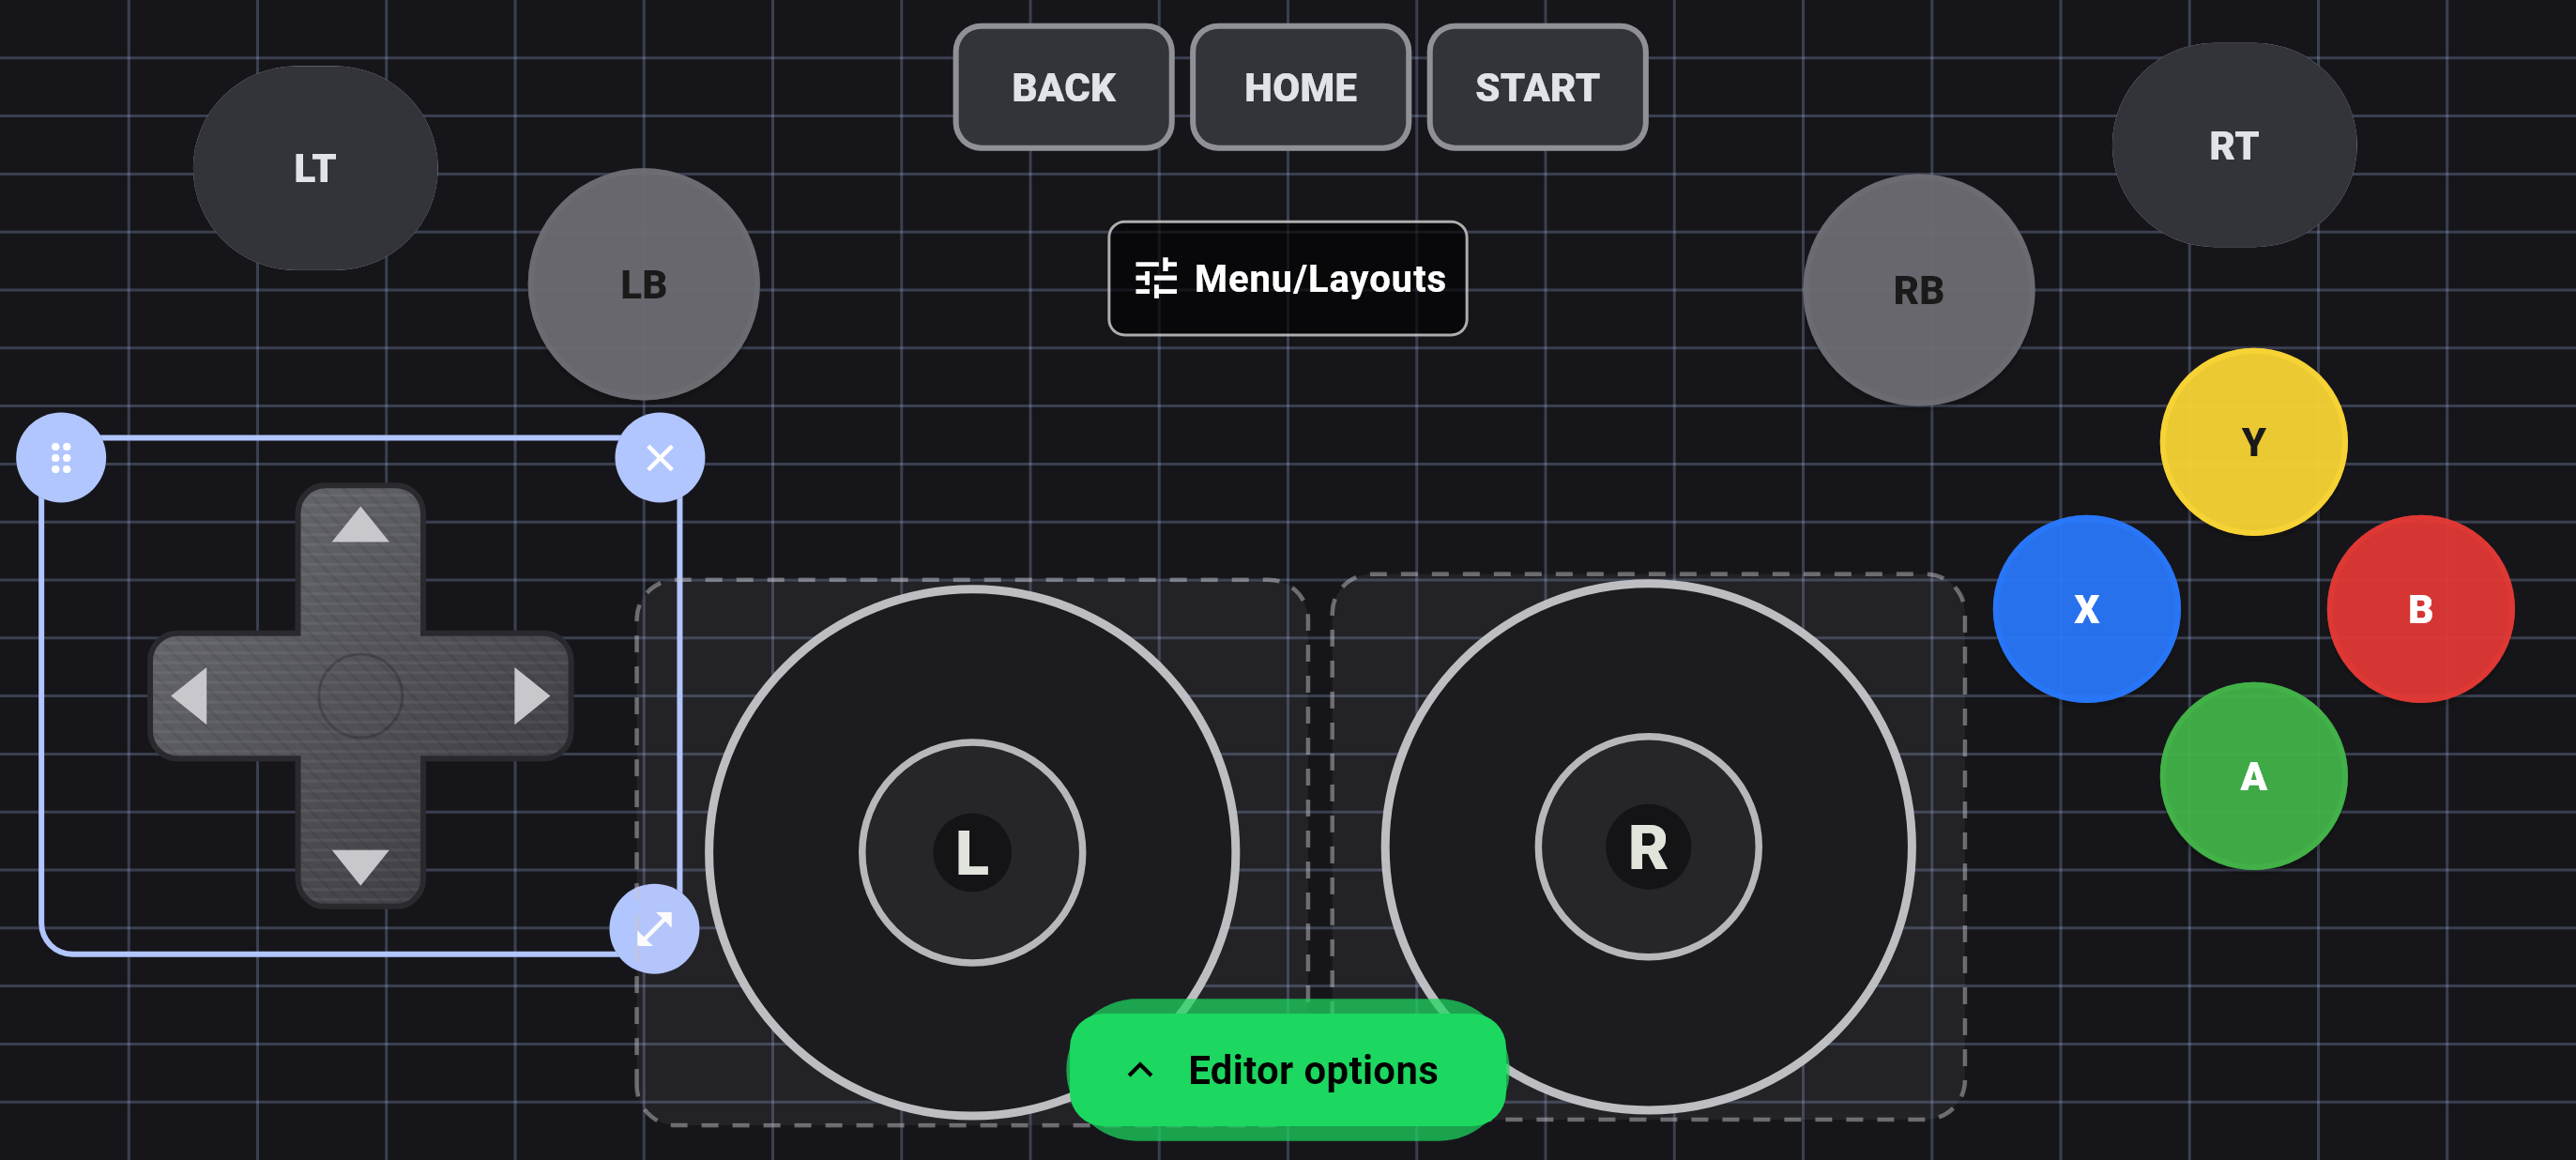 BACK
HOME
START
LT
RT
LB
Menu/Layouts
RB
Y
X
B
A
L
R
Editor options